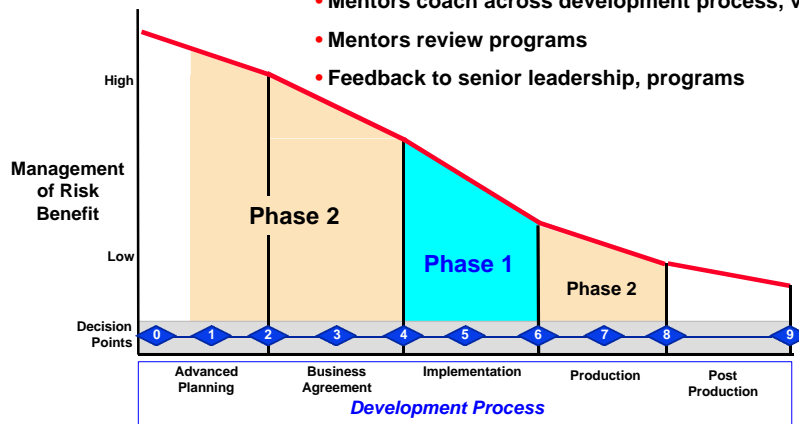 • Mentors coach across development process, v
• Mentors review programs
• Feedback to senior leadership, programs
High
Management
of Risk
Benefit
Low
Phase 2
Phase 1
Phase 2
Decision
Points
0 1 2 3 4 5 6 7 8 9
Advanced
Planning
Business
Agreement
Implementation
Production
Post
Production
Development Process